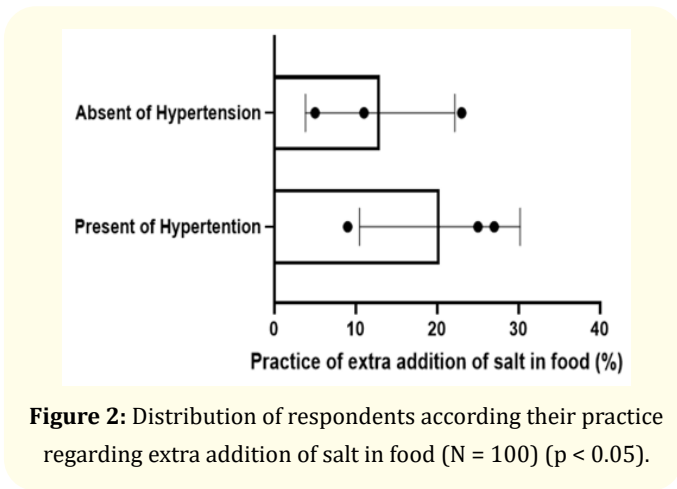 Absent of Hypertension
Present of Hypertention
0 10 20 30 40
Practice of extra addition of salt in food (%)
Figure 2: Distribution of respondents according their practice
regarding extra addition of salt in food (N = 100) (p < 0.05).